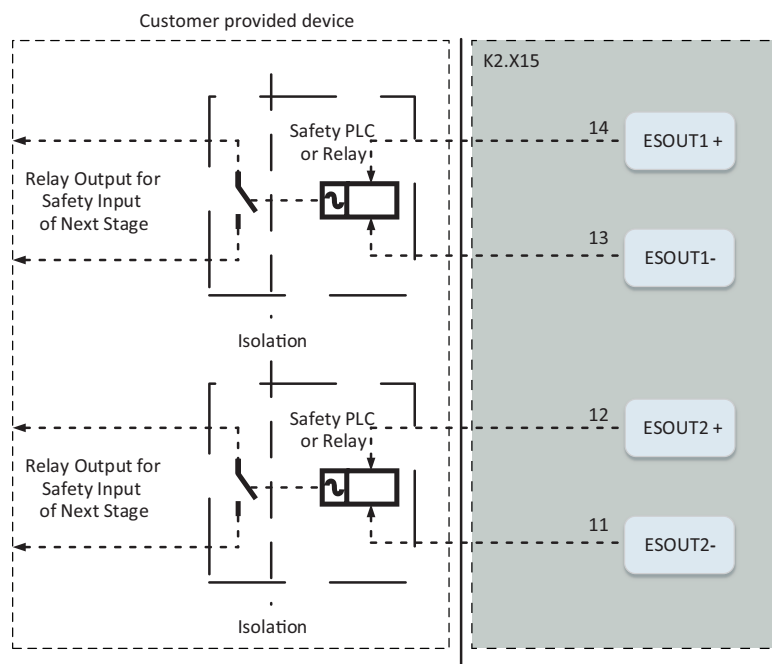 Customer provided device
K2.X15
Safety PLC
or Relay
14
ESOUT1 +
Relay Output for
Safety Input
of Next Stage
13
ESOUT1-
Isolation
Safety PLC
or Relay
12
ESOUT2 +
Relay Output for
Safety Input
of Next Stage
11
ESOUT2-
Isolation